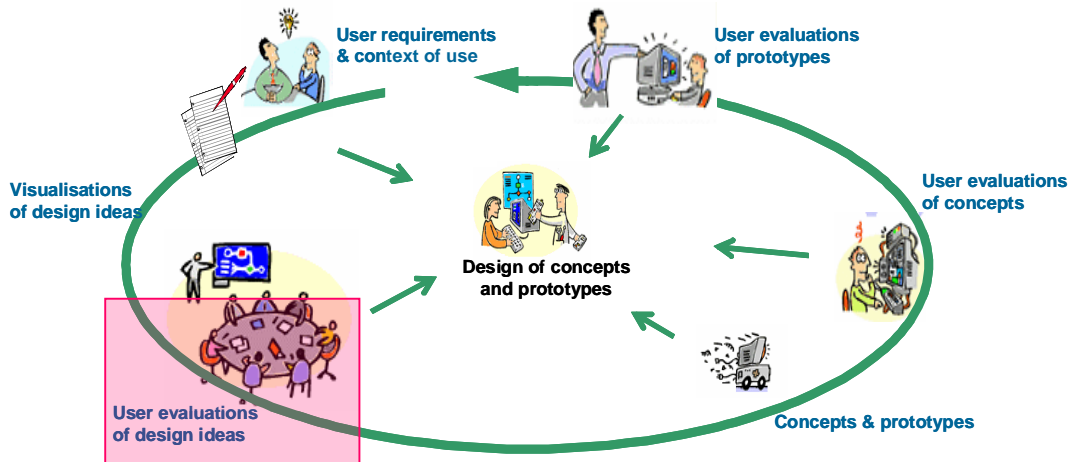 User requirements
& context of use
User evaluations
of prototypes
Visualisations
of design ideas
User evaluations
of concepts
Design of concepts
and prototypes
User evaluations
of design ideas
Concepts & prototypes